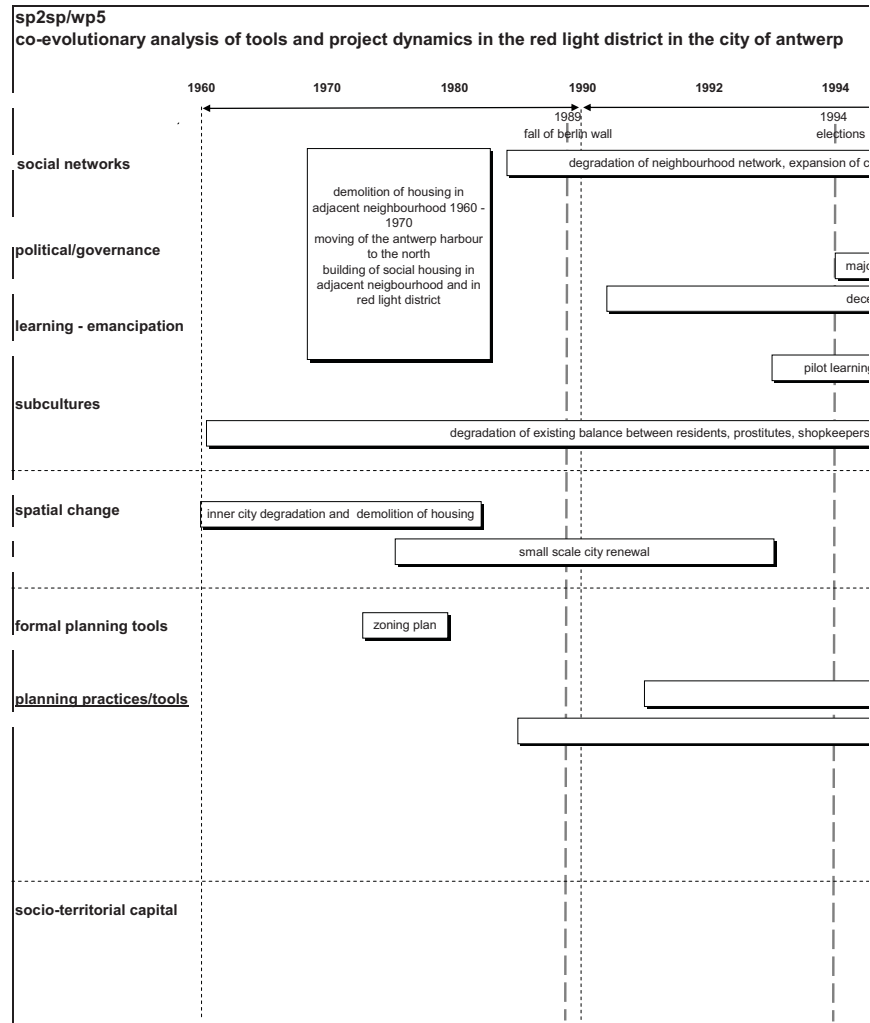 sp2sp/wp5
co-evolutionary analysis of tools and project dynamics in the red light district in the city of antwerp
1960 1970 1980 1990 1992 1994
1989
fall of berlin wall
1994
elections
social networks
degradation of neighbourhood network, expansion of c
demolition of housing in
adjacent neighbourhood 1960 -
1970
moving of the antwerp harbour
to the north
building of social housing in
adjacent neigbourhood and in
red light district
political/governance
majo
dece
learning - emancipation
pilot learning
subcultures
degradation of existing balance between residents, prostitutes, shopkeepers
spatial change
inner city degradation and demolition of housing
small scale city renewal
formal planning tools
zoning plan
planning practices/tools
socio-territorial capital